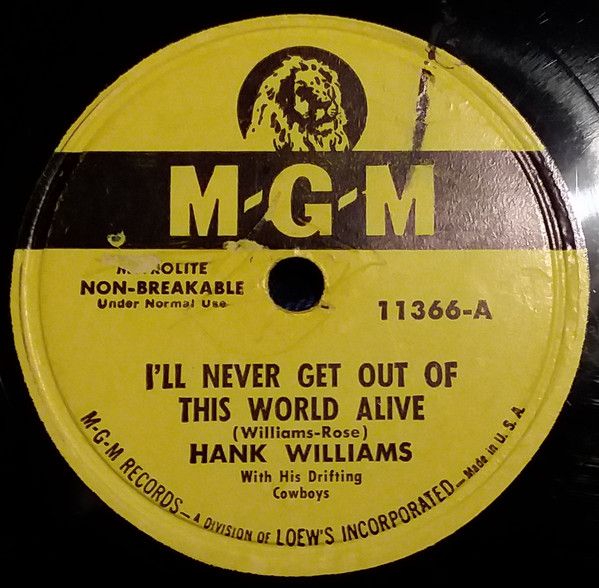 M-G-M
NON-BREAKABLE
Under Normal Use
11366-A
I'LL NEVER GET OUT OF
THIS WORLD ALIVE
(Williams-Rose)
HANK WILLIAMS
With His Drifting
Cowboys
M-G-M RECORDS—A DIVISION OF LOEW'S INCORPORATED—Made in U. S. A.